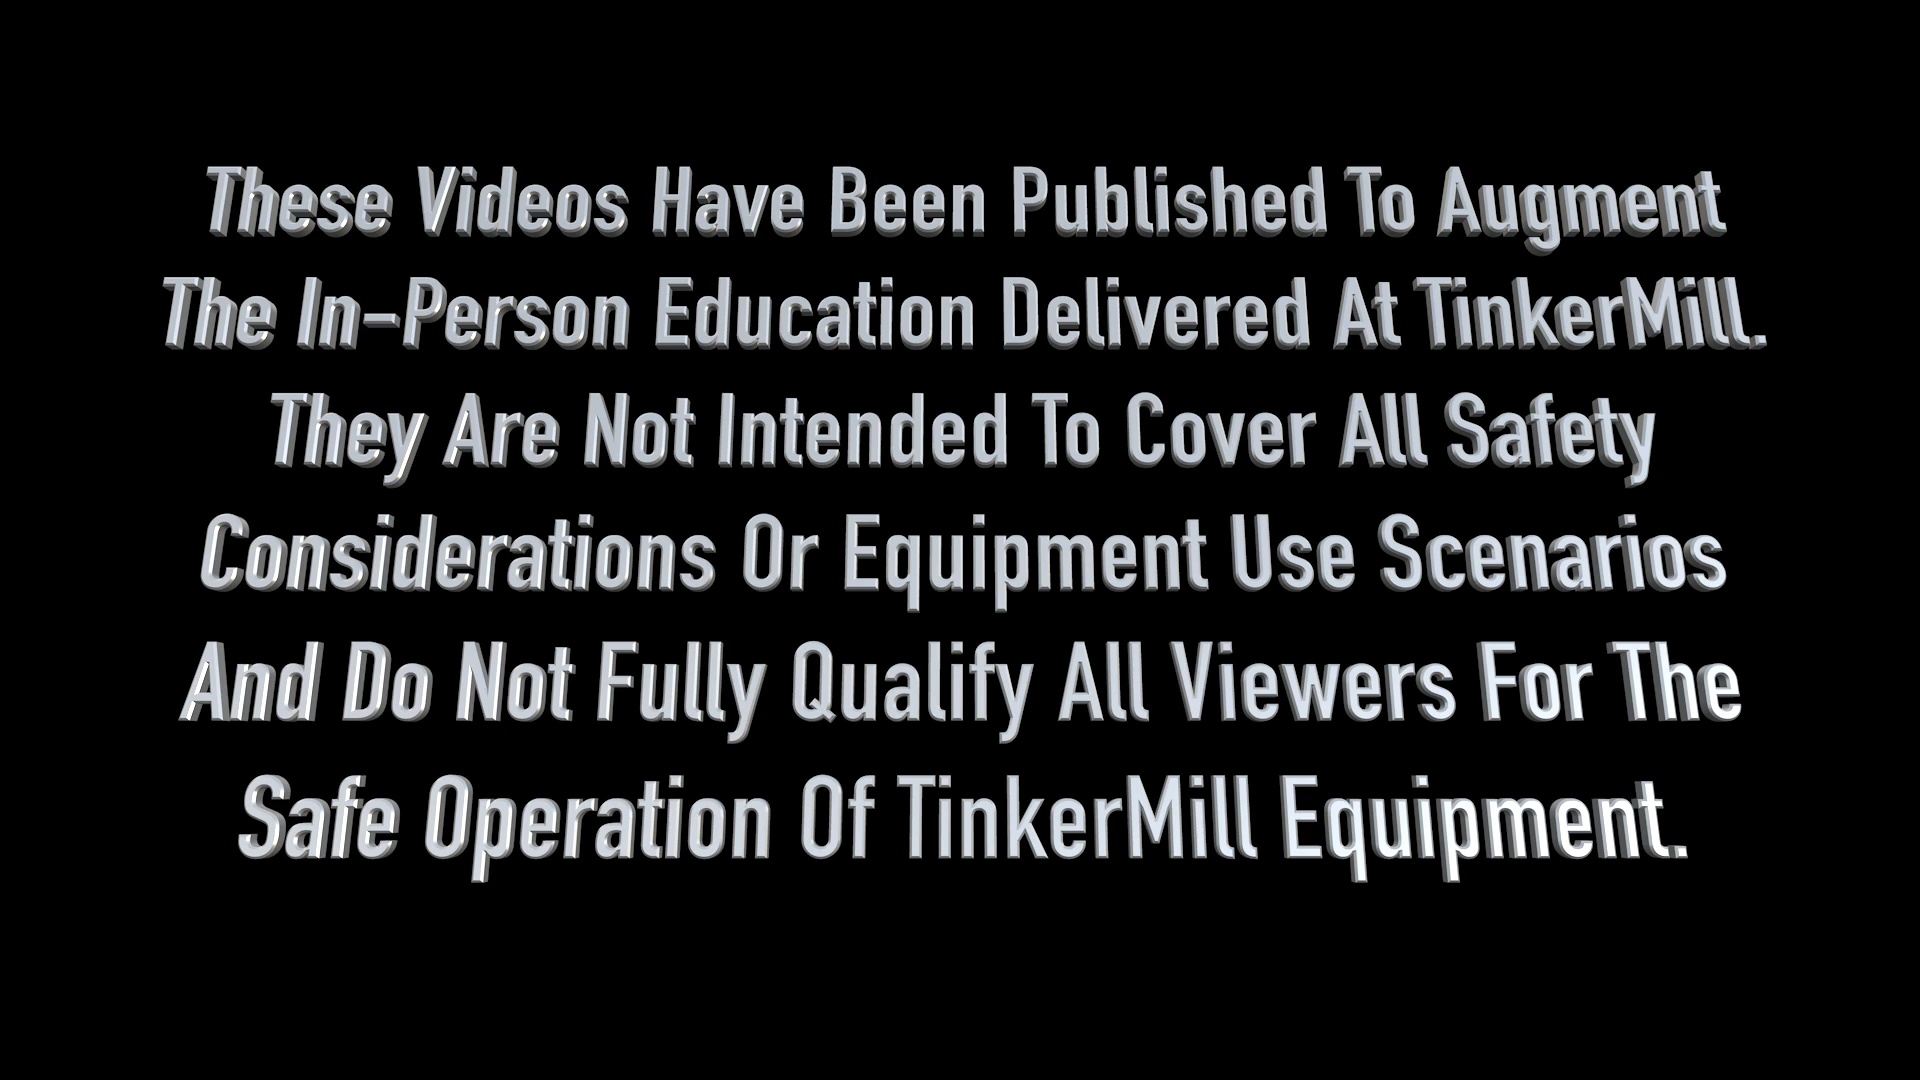 These Videos Have Been Published To Augment
The In-Person Education Delivered At TinkerMill.
They Are Not Intended To Cover All Safety
Considerations Or Equipment Use Scenarios
And Do Not Fully Qualify All Viewers For The
Safe Operation Of TinkerMill Equipment.